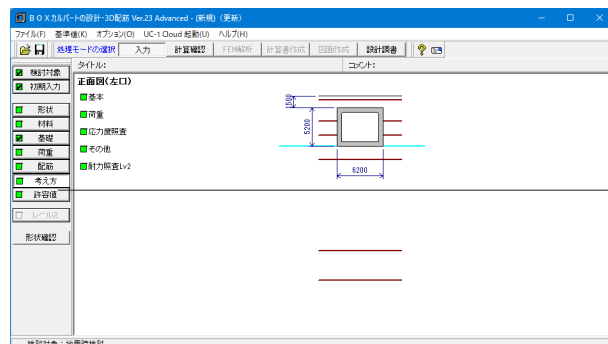 BOXカルバートの設計・3D配筋 Ver.23 Advanced - (新規) (更新)
ファイル(F) 基準値(K) オプション(O) UC-1 Cloud 起動(U) ヘルプ(H)
処理モードの選択 入力 計算確認 FEM解析 計算書作成 図面作成 設計調書
タイトル: コメント:
検討対象
初期入力
形状
材料
基礎
荷重
配筋
考え方
許容値
レベル2
形状確認
正面図(左口)
基本
荷重
応力度照査
その他
耐力照査Lv2
1500
5200
6200